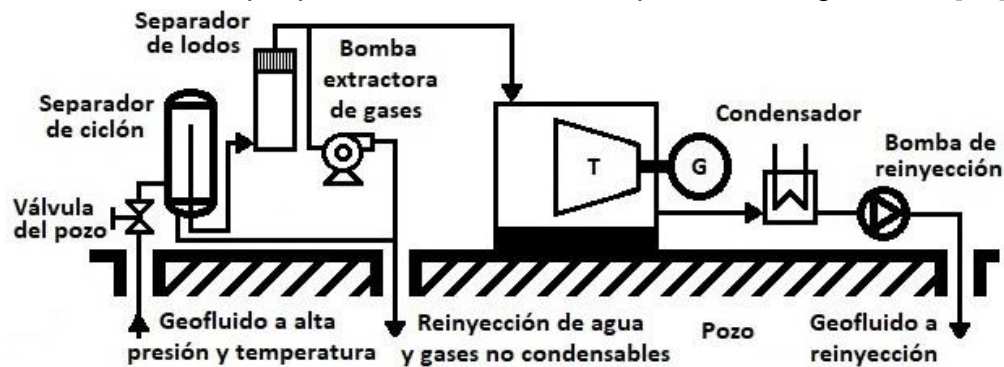 Separador
de lodos
Bomba
extractora
de gases
Separador
de ciclón
Condensador
Bomba de
reinyección
T
G
Válvula
del pozo
Geofluido a alta
presión y temperatura
Reinyección de agua
y gases no condensables
Pozo
Geofluido a
reinyección